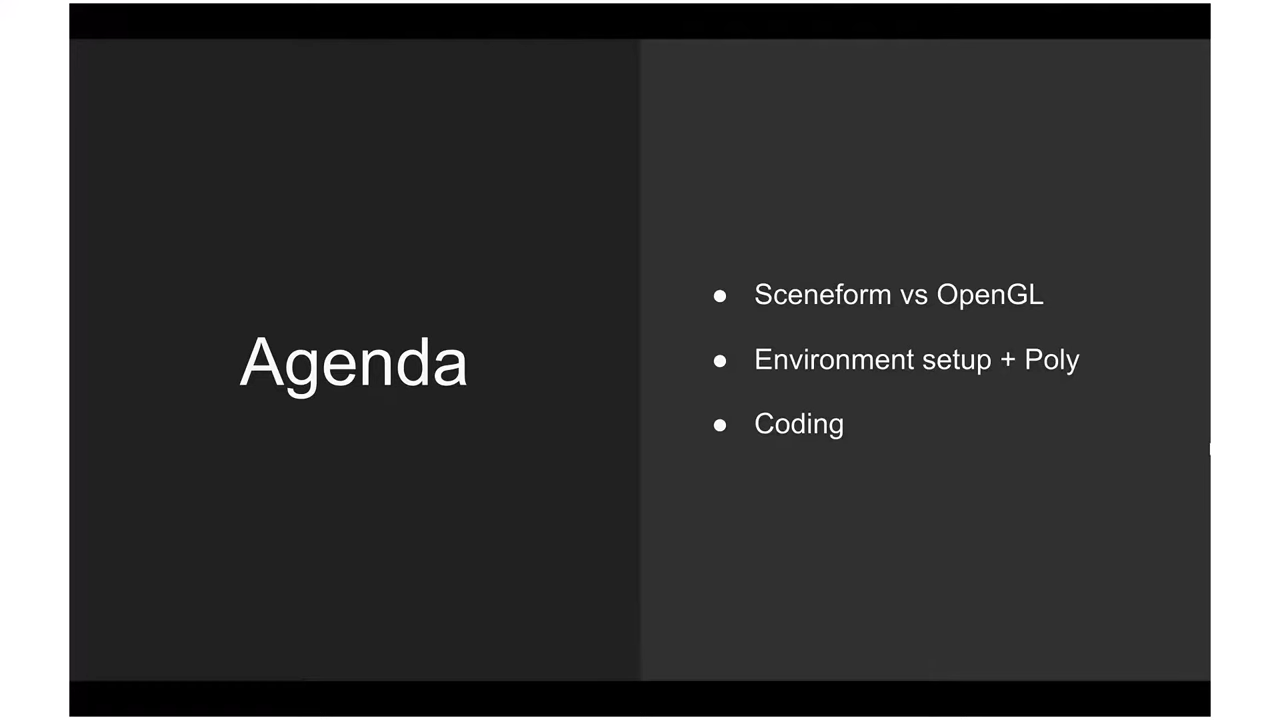 Agenda
● Sceneform vs OpenGL
● Environment setup + Poly
● Coding